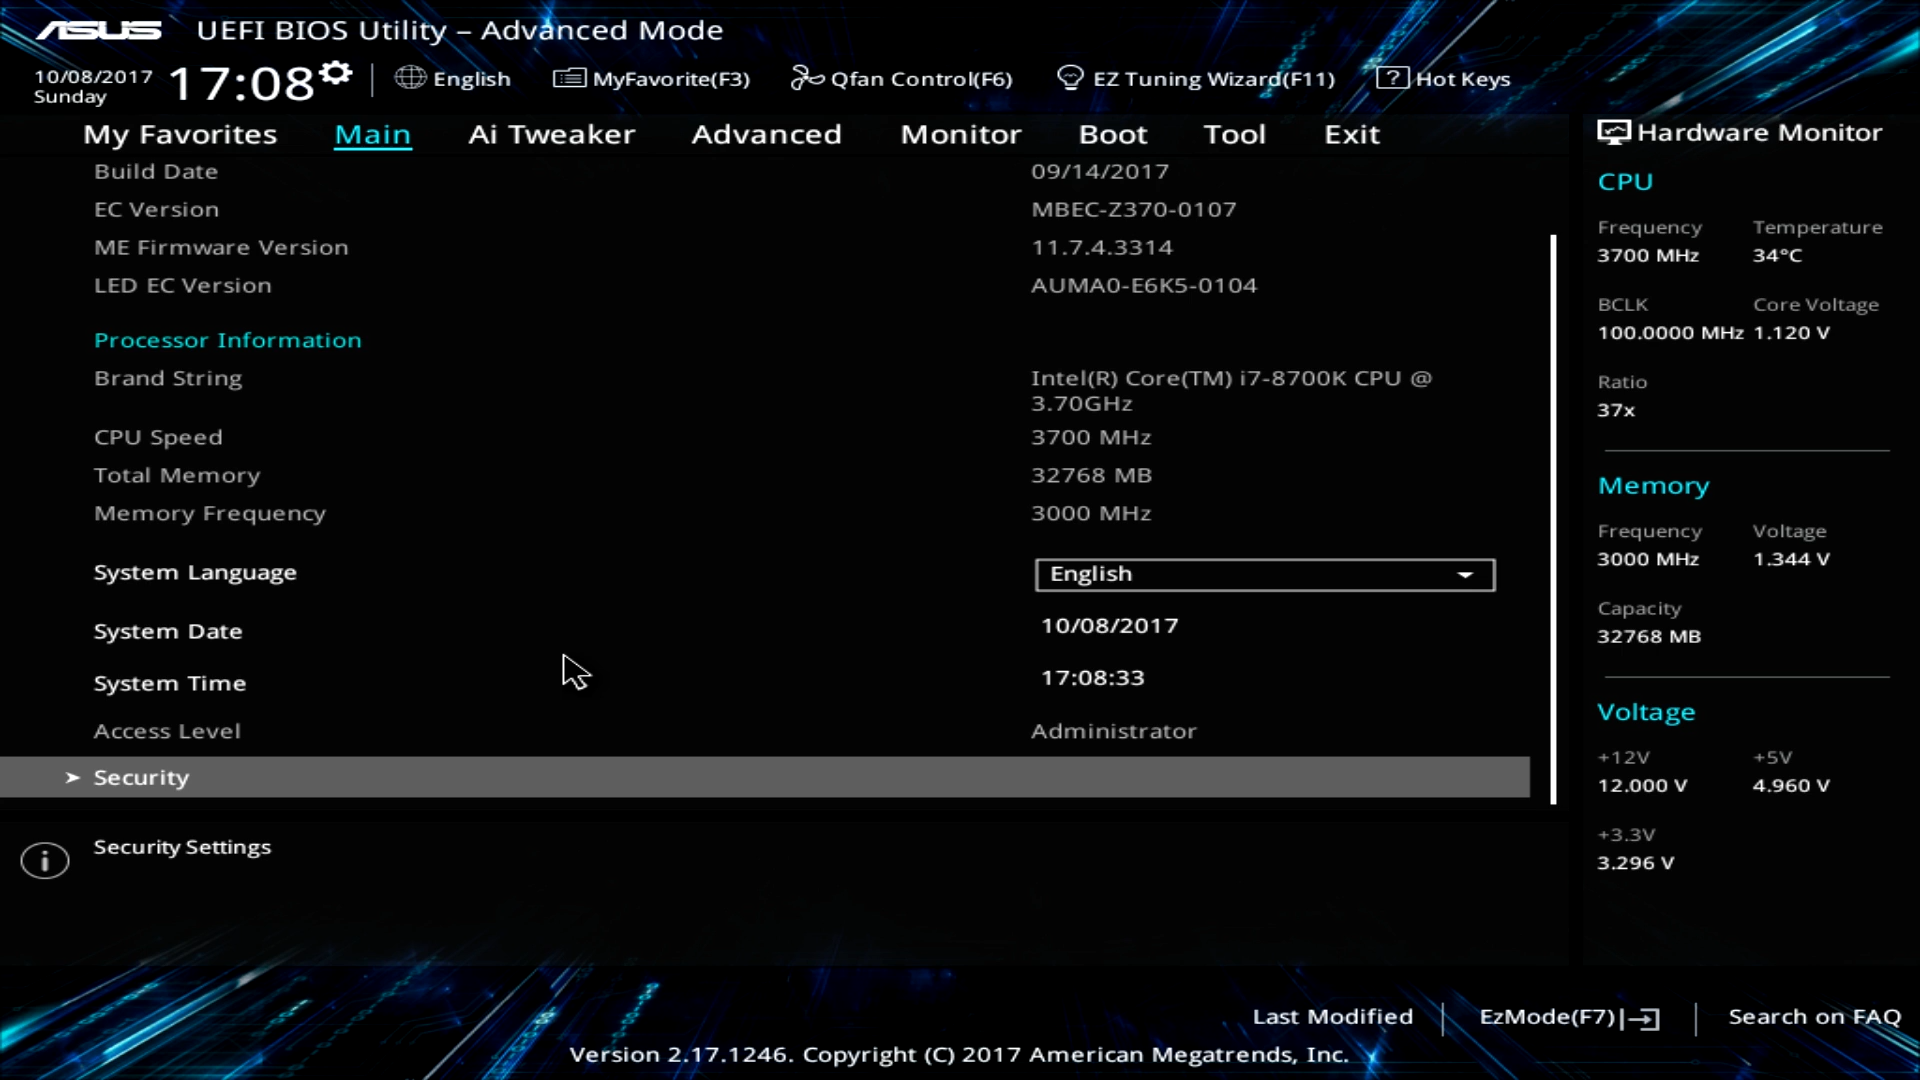 ASUS UEFI BIOS Utility – Advanced Mode
10/08/2017
Sunday
17:08
English
MyFavorite(F3)
Qfan Control(F6)
EZ Tuning Wizard(F11)
? Hot Keys
My Favorites Main Ai Tweaker Advanced Monitor Boot Tool Exit
Build Date 09/14/2017
EC Version MBEC-Z370-0107
ME Firmware Version 11.7.4.3314
LED EC Version AUMA0-E6K5-0104
Processor Information
Brand String Intel(R) Core(TM) i7-8700K CPU @
3.70GHz
CPU Speed 3700 MHz
Total Memory 32768 MB
Memory Frequency 3000 MHz
System Language English
System Date 10/08/2017
System Time 17:08:33
Access Level Administrator
Security
Security Settings
Hardware Monitor
CPU
Frequency Temperature
3700 MHz 34°C
BCLK Core Voltage
100.0000 MHz 1.120 V
Ratio
37x
Memory
Frequency Voltage
3000 MHz 1.344 V
Capacity
32768 MB
Voltage
+12V +5V
12.000 V 4.960 V
+3.3V
3.296 V
Last Modified
EzMode(F7)
Search on FAQ
Version 2.17.1246. Copyright (C) 2017 American Megatrends, Inc.